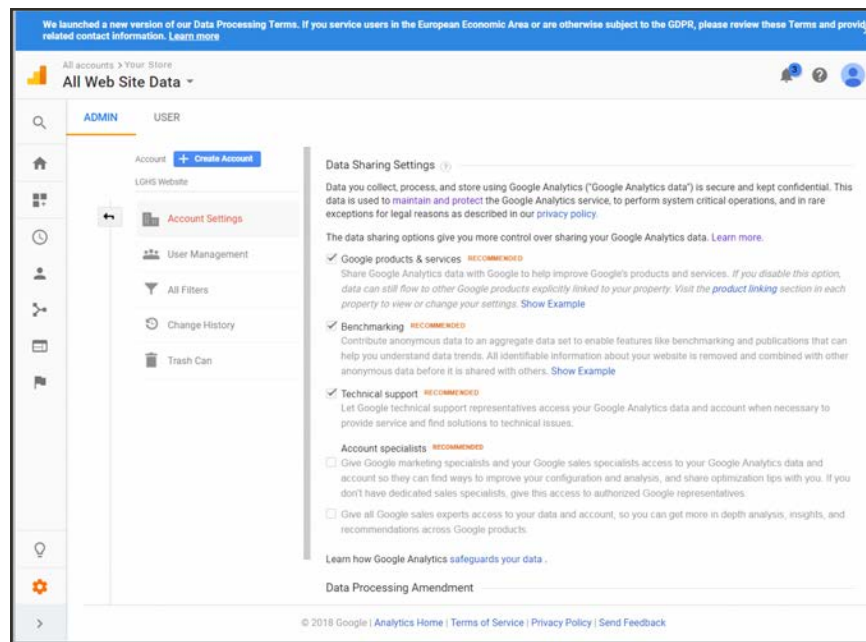 We launched a new version of our Data Processing Terms. If you service users in the European Economic Area or are otherwise subject to the GDPR, please review these Terms and provid
related contact information. Learn more
All accounts > Your Store
All Web Site Data
3
ADMIN
USER
Account
+ Create Account
LGHS Website
Account Settings
User Management
All Filters
Change History
Trash Can
Data Sharing Settings ?
Data you collect, process, and store using Google Analytics ("Google Analytics data") is secure and kept confidential. This
data is used to maintain and protect the Google Analytics service, to perform system critical operations, and in rare
exceptions for legal reasons as described in our privacy policy.
The data sharing options give you more control over sharing your Google Analytics data. Learn more.
Google products & services RECOMMENDED
Share Google Analytics data with Google to help improve Google's products and services. If you disable this option,
data can still flow to other Google products explicitly linked to your property. Visit the product linking section in each
property to view or change your settings. Show Example
Benchmarking RECOMMENDED
Contribute anonymous data to an aggregate data set to enable features like benchmarking and publications that can
help you understand data trends. All identifiable information about your website is removed and combined with other
anonymous data before it is shared with others. Show Example
Technical support RECOMMENDED
Let Google technical support representatives access your Google Analytics data and account when necessary to
provide service and find solutions to technical issues.
Account specialists RECOMMENDED
Give Google marketing specialists and your Google sales specialists access to your Google Analytics data and
account so they can find ways to improve your configuration and analysis, and share optimization tips with you. If you
don't have dedicated sales specialists, give this access to authorized Google representatives.
Give all Google sales experts access to your data and account, so you can get more in depth analysis, insights, and
recommendations across Google products.
Learn how Google Analytics safeguards your data .
Data Processing Amendment
© 2018 Google | Analytics Home | Terms of Service | Privacy Policy | Send Feedback